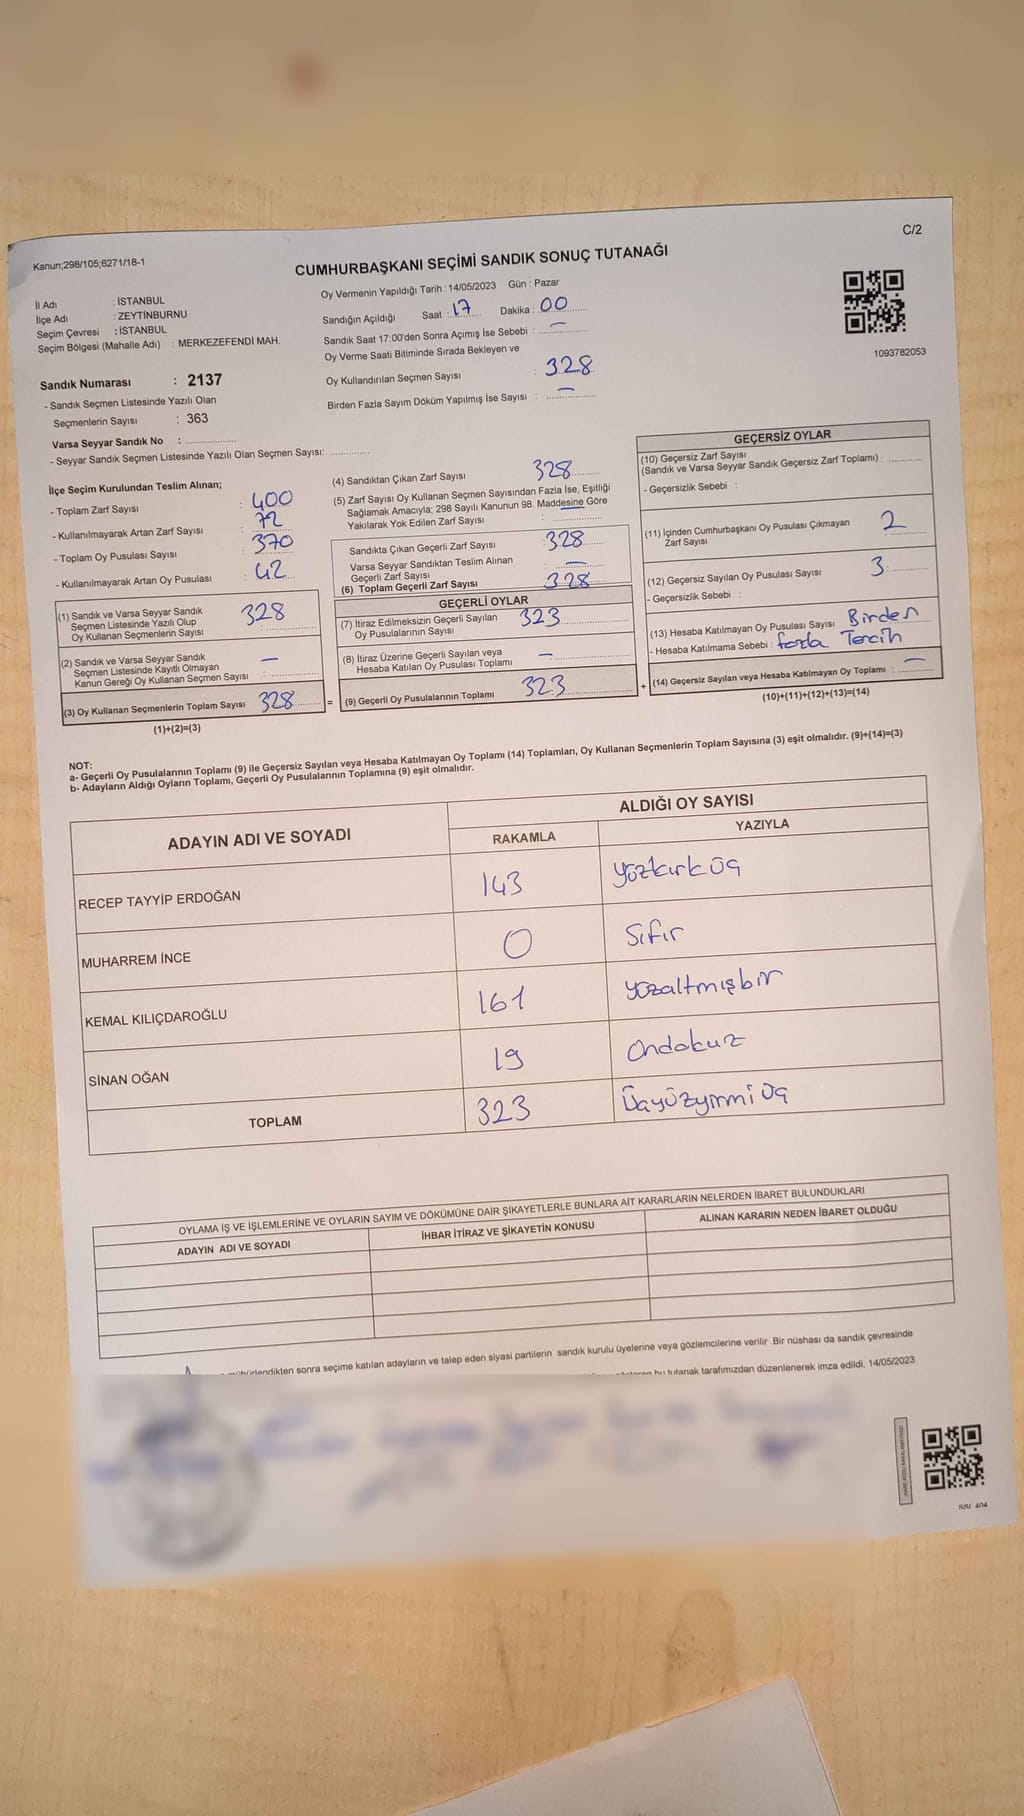 C/2
Kanun;298/105;6271/18-1
CUMHURBAŞKANI SEÇİMİ SANDIK SONUÇ TUTANAĞI
İl Adı : İSTANBUL
İlçe Adı : ZEYTİNBURNU
Seçim Çevresi : İSTANBUL
Seçim Bölgesi (Mahalle Adı) : MERKEZEFENDİ MAH.
Sandık Numarası : 2137
- Sandık Seçmen Listesinde Yazılı Olan
Seçmenlerin Sayısı : 363
Varsa Seyyar Sandık No :
- Seyyar Sandık Seçmen Listesinde Yazılı Olan Seçmen Sayısı:
Oy Vermenin Yapıldığı Tarih : 14/05/2023 Gün : Pazar
Sandığın Açıldığı Saat : 17 Dakika : 00
Sandık Saat 17:00'den Sonra Açımış İse Sebebi : —
Oy Verme Saati Bitiminde Sırada Bekleyen ve
Oy Kullandırılan Seçmen Sayısı : 328
Birden Fazla Sayım Döküm Yapılmış İse Sayısı : —
1093782053
İlçe Seçim Kurulundan Teslim Alınan;
- Toplam Zarf Sayısı : 400
- Kullanılmayarak Artan Zarf Sayısı : 72
- Toplam Oy Pusulası Sayısı : 370
- Kullanılmayarak Artan Oy Pusulası : 42
(1) Sandık ve Varsa Seyyar Sandık
Seçmen Listesinde Yazılı Olup
Oy Kullanan Seçmenlerin Sayısı : 328
(2) Sandık ve Varsa Seyyar Sandık
Seçmen Listesinde Kayıtlı Olmayan
Kanun Gereği Oy Kullanan Seçmen Sayısı : —
(3) Oy Kullanan Seçmenlerin Toplam Sayısı 328
(1)+(2)=(3)
(4) Sandıktan Çıkan Zarf Sayısı 328
(5) Zarf Sayısı Oy Kullanan Seçmen Sayısından Fazla İse, Eşitliği
Sağlamak Amacıyla; 298 Sayılı Kanunun 98. Maddesine Göre
Yakılarak Yok Edilen Zarf Sayısı :
Sandıkta Çıkan Geçerli Zarf Sayısı : 328
Varsa Seyyar Sandıktan Teslim Alınan
Geçerli Zarf Sayısı : —
(6) Toplam Geçerli Zarf Sayısı 328
GEÇERLİ OYLAR
(7) İtiraz Edilmeksizin Geçerli Sayılan
Oy Pusulalarının Sayısı : 323
(8) İtiraz Üzerine Geçerli Sayılan veya
Hesaba Katılan Oy Pusulası Toplamı : —
= (9) Geçerli Oy Pusulalarının Toplamı 323 +
GEÇERSİZ OYLAR
(10) Geçersiz Zarf Sayısı
(Sandık ve Varsa Seyyar Sandık Geçersiz Zarf Toplamı) :
- Geçersizlik Sebebi :
(11) İçinden Cumhurbaşkanı Oy Pusulası Çıkmayan
Zarf Sayısı : 2
(12) Geçersiz Sayılan Oy Pusulası Sayısı : 3
- Geçersizlik Sebebi :
(13) Hesaba Katılmayan Oy Pusulası Sayısı Birden
- Hesaba Katılmama Sebebi : fazla Tercih
(14) Geçersiz Sayılan veya Hesaba Katılmayan Oy Toplamı : —
(10)+(11)+(12)+(13)=(14)
NOT:
a- Geçerli Oy Pusulalarının Toplamı (9) ile Geçersiz Sayılan veya Hesaba Katılmayan Oy Toplamı (14) Toplamları, Oy Kullanan Seçmenlerin Toplam Sayısına (3) eşit olmalıdır. (9)+(14)=(3)
b- Adayların Aldığı Oyların Toplamı, Geçerli Oy Pusulalarının Toplamına (9) eşit olmalıdır.
ADAYIN ADI VE SOYADI
ALDIĞI OY SAYISI
RAKAMLA YAZIYLA
RECEP TAYYİP ERDOĞAN 143 Yüzkırküç
MUHARREM İNCE 0 Sıfır
KEMAL KILIÇDAROĞLU 161 yüzaltmışbir
SİNAN OĞAN 19 Ondokuz
TOPLAM 323 Üçyüzyirmiüç
OYLAMA İŞ VE İŞLEMLERİNE VE OYLARIN SAYIM VE DÖKÜMÜNE DAİR ŞİKAYETLERLE BUNLARA AİT KARARLARIN NELERDEN İBARET BULUNDUKLARI
ADAYIN ADI VE SOYADI İHBAR İTİRAZ VE ŞİKAYETİN KONUSU ALINAN KARARIN NEDEN İBARET OLDUĞU
mühürlendikten sonra seçime katılan adayların ve talep eden siyasi partilerin sandık kurulu üyelerine veya gözlemcilerine verilir .Bir nüshası da sandık çevresinde
bu tutanak tarafımızdan düzenlenerek imza edildi. 14/05/2023